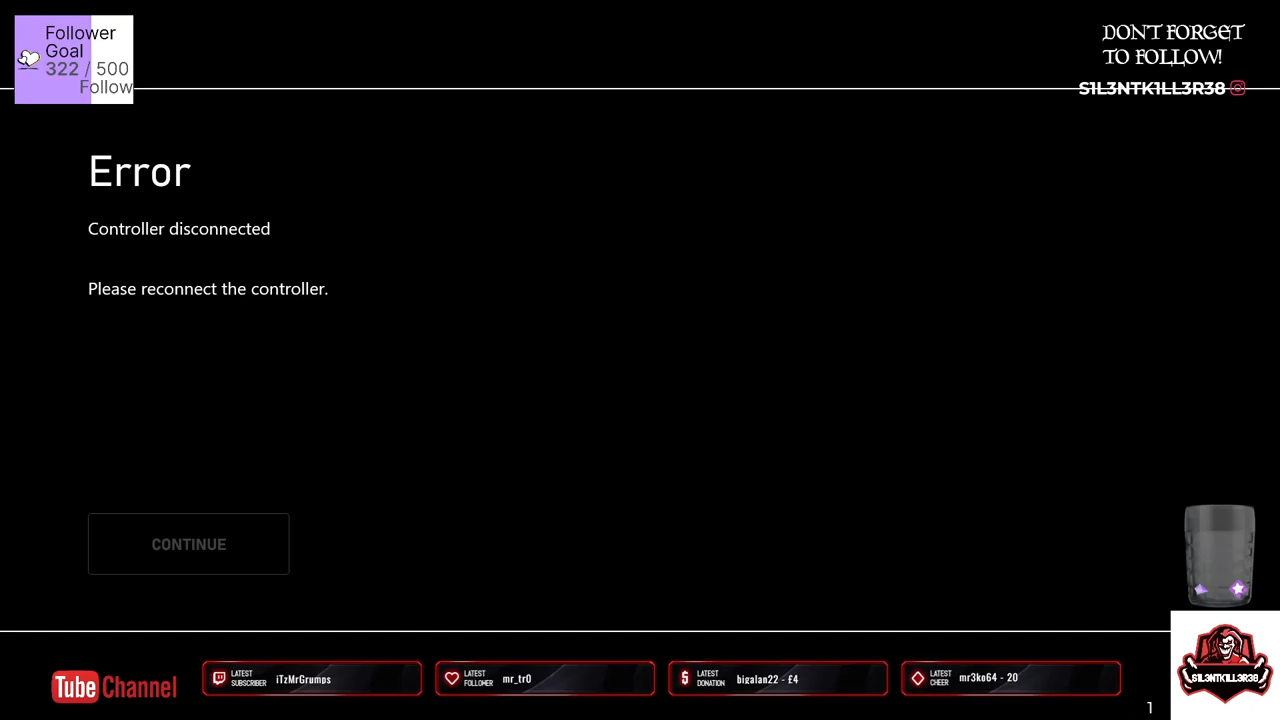 Follower
Goal
322 / 500
Follow
DON'T FORGET
TO FOLLOW!
S1L3NTK1LL3R38
Error
Controller disconnected
Please reconnect the controller.
CONTINUE
Tube Channel
LATEST
SUBSCRIBER
iTzMrGrumps
LATEST
FOLLOWER
mr_tr0
LATEST
DONATION
bigalan22 - £4
LATEST
CHEER
mr3ko64 - 20
S1L3NTK1LL3R38
1